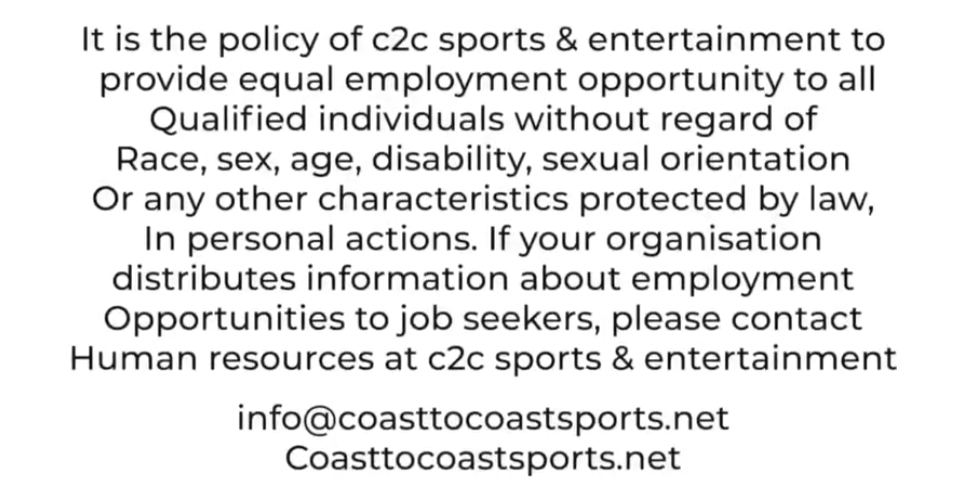 It is the policy of c2c sports & entertainment to
provide equal employment opportunity to all
Qualified individuals without regard of
Race, sex, age, disability, sexual orientation
Or any other characteristics protected by law,
In personal actions. If your organisation
distributes information about employment
Opportunities to job seekers, please contact
Human resources at c2c sports & entertainment
info@coasttocoastsports.net
Coasttocoastsports.net